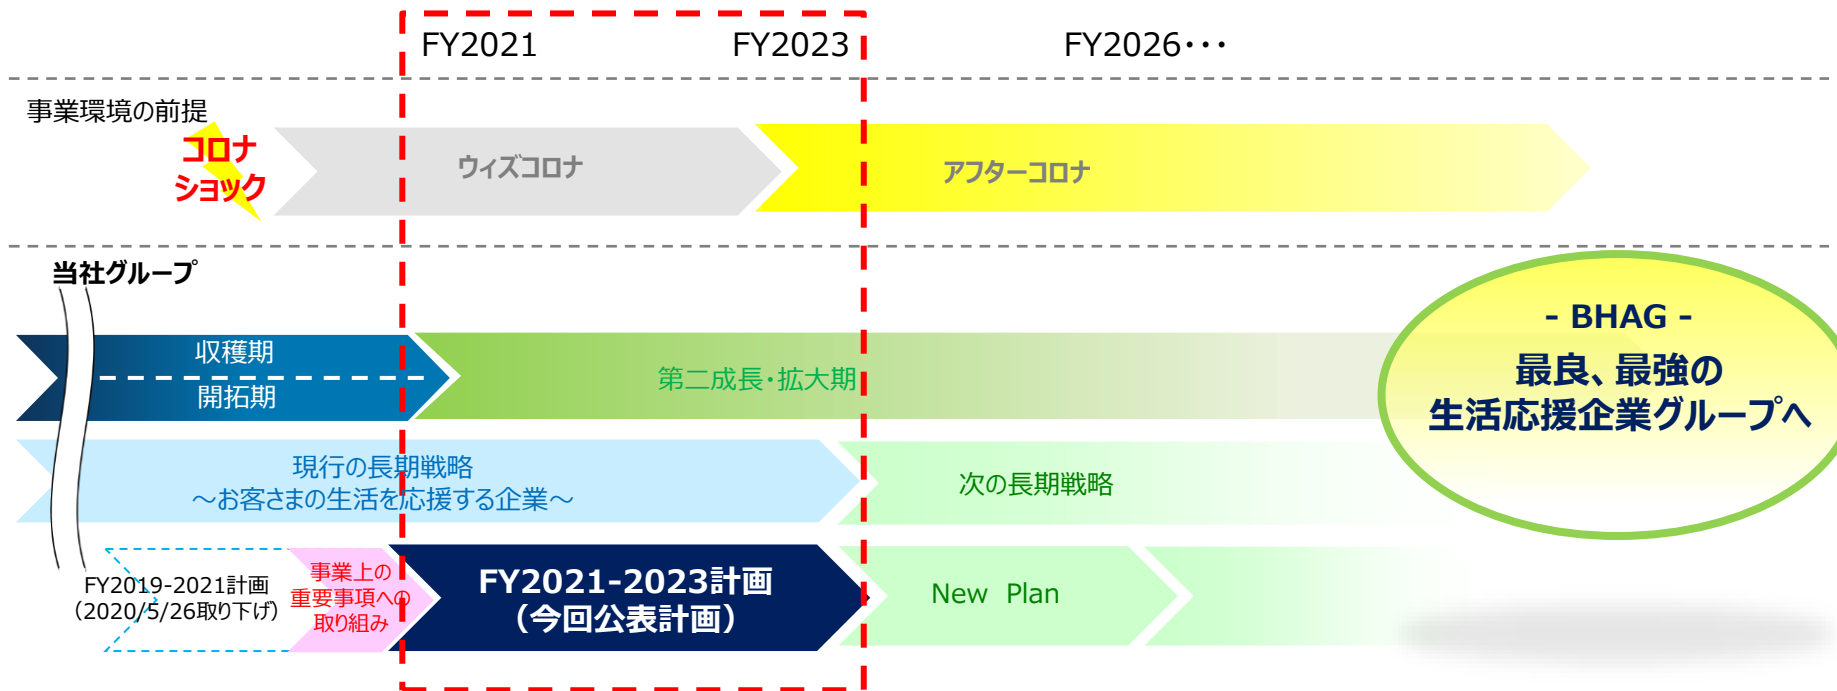 FY2021
FY2023
FY2026･･･
事業環境の前提
コロナ
ショック
ウィズコロナ
アフターコロナ
当社グループ
収穫期
開拓期
第二成長・拡大期
- BHAG -
最良、最強の
生活応援企業グループへ
現行の長期戦略
～お客さまの生活を応援する企業～
次の長期戦略
FY2019-2021計画
（2020/5/26取り下げ）
事業上の
重要事項への
取り組み
FY2021-2023計画
（今回公表計画）
New Plan